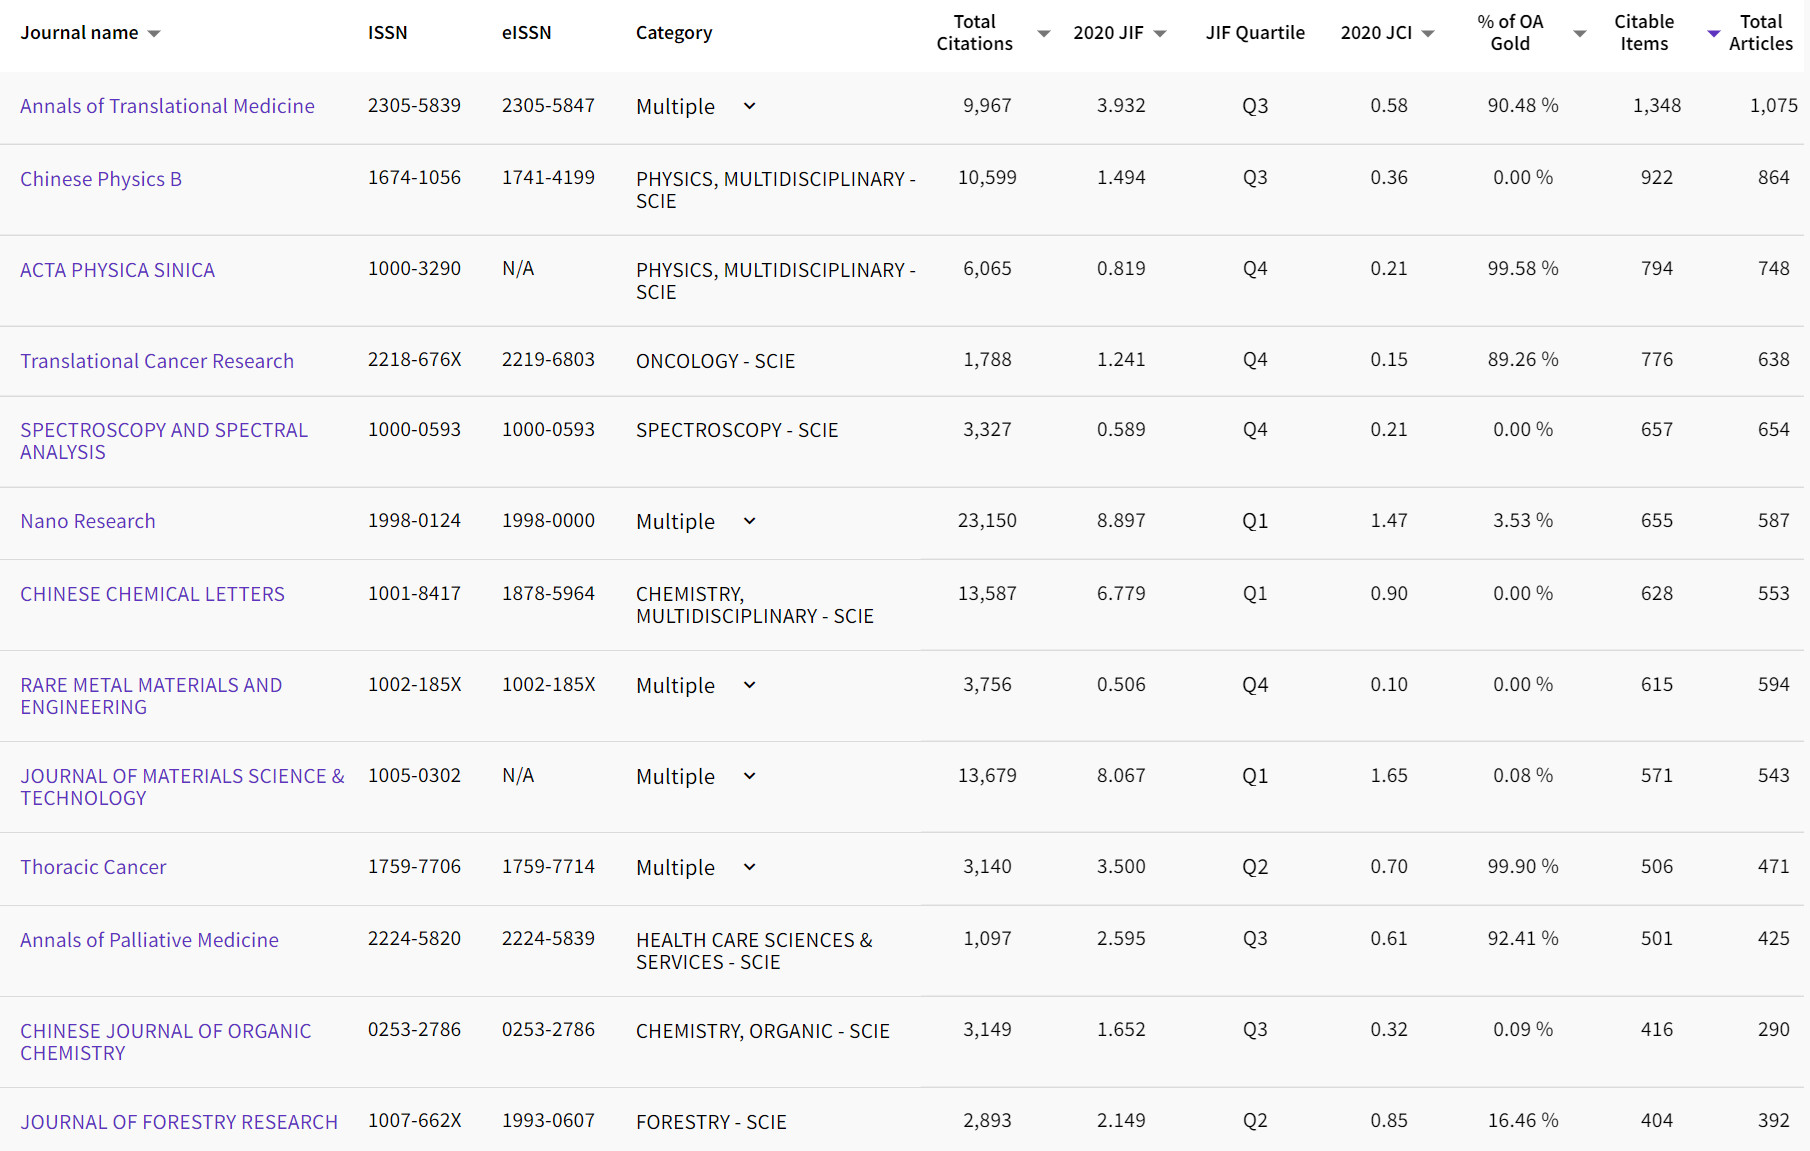 Journal name ISSN eISSN Category Total Citations 2020 JIF JIF Quartile 2020 JCI % of OA Gold Citable Items Total Articles
Annals of Translational Medicine 2305-5839 2305-5847 Multiple 9,967 3.932 Q3 0.58 90.48 % 1,348 1,075
Chinese Physics B 1674-1056 1741-4199 PHYSICS, MULTIDISCIPLINARY - SCIE 10,599 1.494 Q3 0.36 0.00 % 922 864
ACTA PHYSICA SINICA 1000-3290 N/A PHYSICS, MULTIDISCIPLINARY - SCIE 6,065 0.819 Q4 0.21 99.58 % 794 748
Translational Cancer Research 2218-676X 2219-6803 ONCOLOGY - SCIE 1,788 1.241 Q4 0.15 89.26 % 776 638
SPECTROSCOPY AND SPECTRAL ANALYSIS 1000-0593 1000-0593 SPECTROSCOPY - SCIE 3,327 0.589 Q4 0.21 0.00 % 657 654
Nano Research 1998-0124 1998-0000 Multiple 23,150 8.897 Q1 1.47 3.53 % 655 587
CHINESE CHEMICAL LETTERS 1001-8417 1878-5964 CHEMISTRY, MULTIDISCIPLINARY - SCIE 13,587 6.779 Q1 0.90 0.00 % 628 553
RARE METAL MATERIALS AND ENGINEERING 1002-185X 1002-185X Multiple 3,756 0.506 Q4 0.10 0.00 % 615 594
JOURNAL OF MATERIALS SCIENCE & TECHNOLOGY 1005-0302 N/A Multiple 13,679 8.067 Q1 1.65 0.08 % 571 543
Thoracic Cancer 1759-7706 1759-7714 Multiple 3,140 3.500 Q2 0.70 99.90 % 506 471
Annals of Palliative Medicine 2224-5820 2224-5839 HEALTH CARE SCIENCES & SERVICES - SCIE 1,097 2.595 Q3 0.61 92.41 % 501 425
CHINESE JOURNAL OF ORGANIC CHEMISTRY 0253-2786 0253-2786 CHEMISTRY, ORGANIC - SCIE 3,149 1.652 Q3 0.32 0.09 % 416 290
JOURNAL OF FORESTRY RESEARCH 1007-662X 1993-0607 FORESTRY - SCIE 2,893 2.149 Q2 0.85 16.46 % 404 392